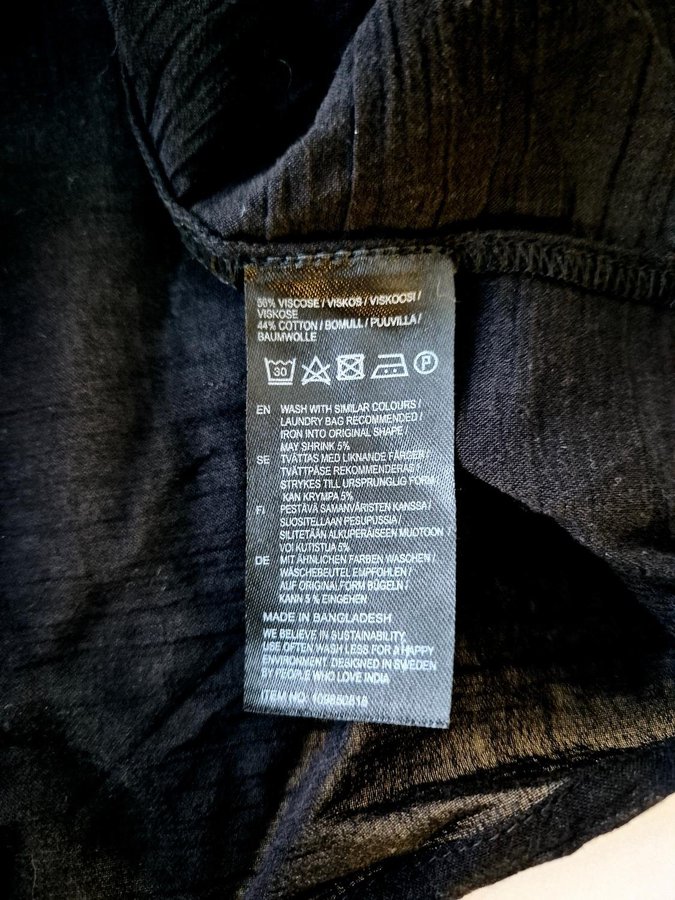 56% VISCOSE / VISKOS / VISKOOSI /
VISKOSE
44% COTTON / BOMULL / PUUVILLA /
BAUMWOLLE
30
P
EN WASH WITH SIMILAR COLOURS /
LAUNDRY BAG RECOMMENDED /
IRON INTO ORIGINAL SHAPE /
MAY SHRINK 5%
SE TVÄTTAS MED LIKNANDE FÄRGER/
TVÄTTPÅSE REKOMMENDERAS /
STRYKES TILL URSPRUNGLIG FORM
KAN KRYMPA 5%
FI PESTÄVÄ SAMANVÄRISTEN KANSSA /
SUOSITELLAAN PESUPUSSIA /
SILITETÄÄN ALKUPERÄISEEN MUOTOON
VOI KUTISTUA 5%
DE MIT ÄHNLICHEN FARBEN WASCHEN /
WÄSCHEBEUTEL EMPFOHLEN /
AUF ORIGINALFORM BÜGELN /
KANN 5 % EINGEHEN
MADE IN BANGLADESH
WE BELIEVE IN SUSTAINABILITY,
USE OFTEN WASH LESS FOR A HAPPY
ENVIRONMENT. DESIGNED IN SWEDEN
BY PEOPLE WHO LOVE INDIA
ITEM NO: 109850818